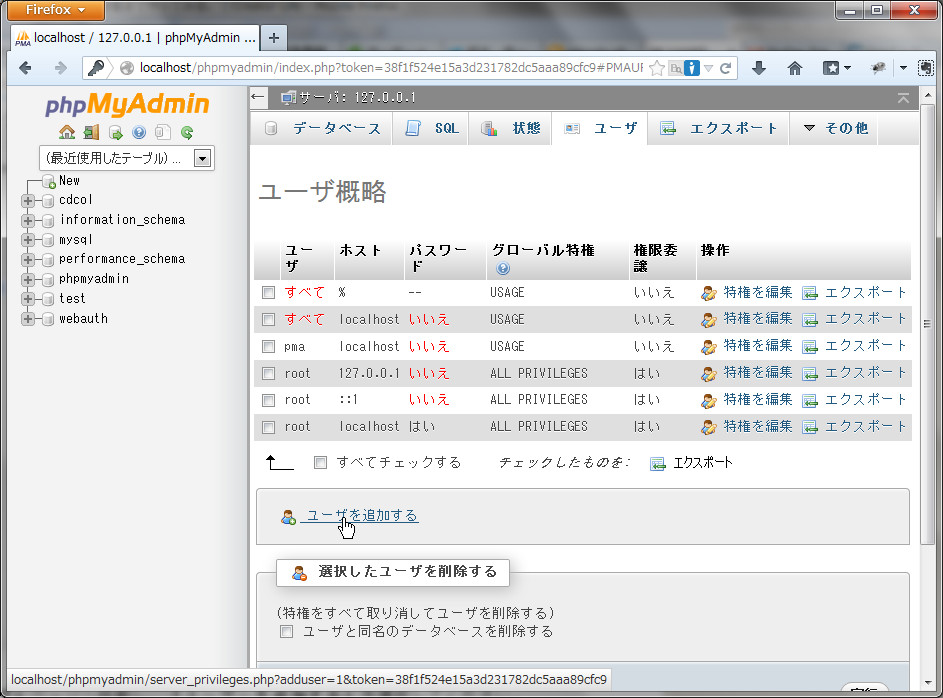 Firefox
localhost / 127.0.0.1 | phpMyAdmin ...
localhost/phpmyadmin/index.php?token=38f1f524e15a3d231782dc5aaa89cfc9#PMAUR
phpMyAdmin
(最近使用したテーブル) ...
New
cdcol
information_schema
mysql
performance_schema
phpmyadmin
test
webauth
サーバ: 127.0.0.1
データベース SQL 状態 ユーザ エクスポート その他
ユーザ概略
ユーザ ホスト パスワード グローバル特権 権限委譲 操作
すべて % -- USAGE いいえ 特権を編集 エクスポート
すべて localhost いいえ USAGE いいえ 特権を編集 エクスポート
pma localhost いいえ USAGE いいえ 特権を編集 エクスポート
root 127.0.0.1 いいえ ALL PRIVILEGES はい 特権を編集 エクスポート
root ::1 いいえ ALL PRIVILEGES はい 特権を編集 エクスポート
root localhost はい ALL PRIVILEGES はい 特権を編集 エクスポート
すべてチェックする チェックしたものを: エクスポート
ユーザを追加する
選択したユーザを削除する
(特権をすべて取り消してユーザを削除する)
ユーザと同名のデータベースを削除する
localhost/phpmyadmin/server_privileges.php?adduser=1&token=38f1f524e15a3d231782dc5aaa89cfc9